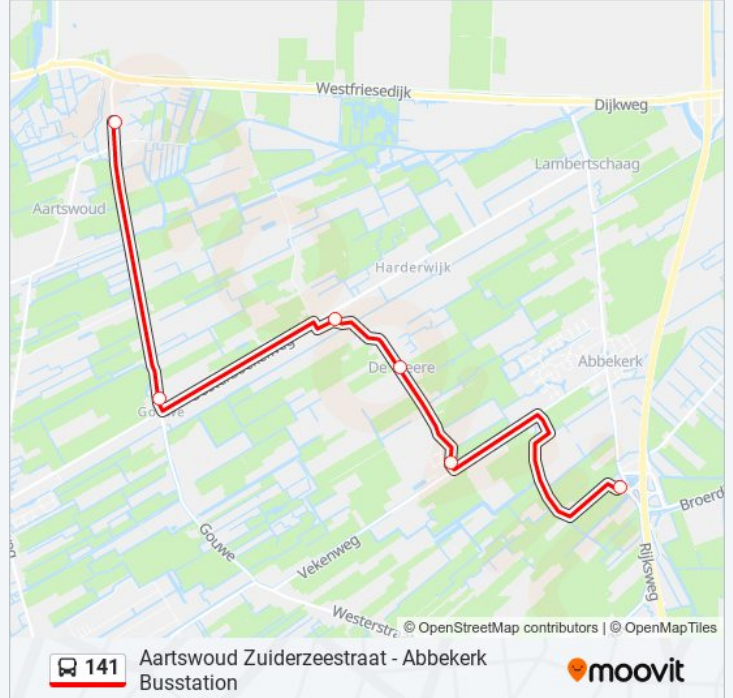 Westfriesedijk
Dijkweg
Lambertschaag
Aartswoud
Harderwijk
De Weere
Abbekerk
Gouwe
Broerd
Gouwe
Vekenweg
Rijksweg
Westerstra
© OpenStreetMap contributors | © OpenMapTiles
141
Aartswoud Zuiderzeestraat - Abbekerk
Busstation
moovit